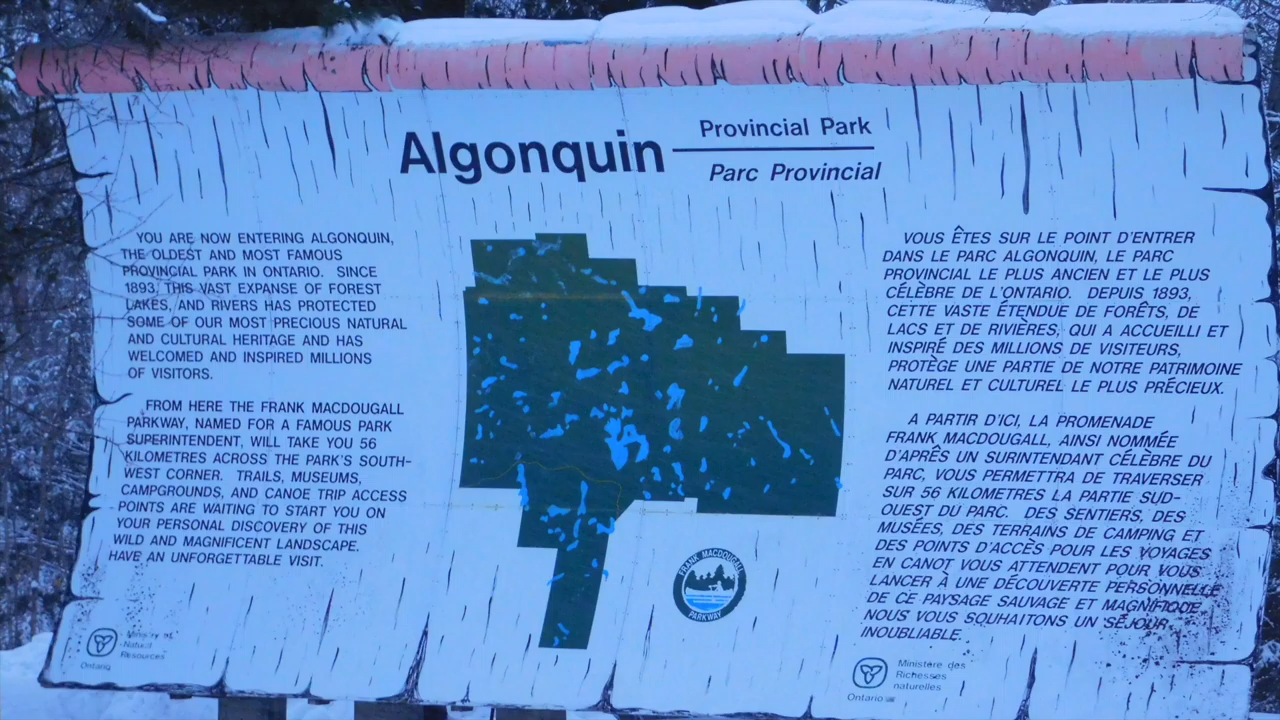 Algonquin
Provincial Park
Parc Provincial
YOU ARE NOW ENTERING ALGONQUIN,
THE OLDEST AND MOST FAMOUS
PROVINCIAL PARK IN ONTARIO. SINCE
1893, THIS VAST EXPANSE OF FOREST
LAKES, AND RIVERS HAS PROTECTED
SOME OF OUR MOST PRECIOUS NATURAL
AND CULTURAL HERITAGE AND HAS
WELCOMED AND INSPIRED MILLIONS
OF VISITORS.
FROM HERE THE FRANK MACDOUGALL
PARKWAY, NAMED FOR A FAMOUS PARK
SUPERINTENDENT, WILL TAKE YOU 56
KILOMETRES ACROSS THE PARK'S SOUTH-
WEST CORNER. TRAILS, MUSEUMS,
CAMPGROUNDS, AND CANOE TRIP ACCESS
POINTS ARE WAITING TO START YOU ON
YOUR PERSONAL DISCOVERY OF THIS
WILD AND MAGNIFICENT LANDSCAPE.
HAVE AN UNFORGETTABLE VISIT.
Ministry of
Natural
Resources
Ontario
FRANK MACDOUGALL
PARKWAY
VOUS ÊTES SUR LE POINT D'ENTRER
DANS LE PARC ALGONQUIN, LE PARC
PROVINCIAL LE PLUS ANCIEN ET LE PLUS
CÉLÈBRE DE L'ONTARIO. DEPUIS 1893,
CETTE VASTE ÉTENDUE DE FORÊTS, DE
LACS ET DE RIVIÈRES, QUI A ACCUEILLI ET
INSPIRÉ DES MILLIONS DE VISITEURS,
PROTÈGE UNE PARTIE DE NOTRE PATRIMOINE
NATUREL ET CULTUREL LE PLUS PRÉCIEUX.
A PARTIR D'ICI, LA PROMENADE
FRANK MACDOUGALL, AINSI NOMMÉE
D'APRÈS UN SURINTENDANT CÉLÈBRE DU
PARC, VOUS PERMETTRA DE TRAVERSER
SUR 56 KILOMETRES LA PARTIE SUD-
OUEST DU PARC. DES SENTIERS, DES
MUSÉES, DES TERRAINS DE CAMPING ET
DES POINTS D'ACCÈS POUR LES VOYAGES
EN CANOT VOUS ATTENDENT POUR VOUS
LANCER À UNE DÉCOUVERTE PERSONNELLE
DE CE PAYSAGE SAUVAGE ET MAGNIFIQUE.
NOUS VOUS SOUHAITONS UN SÉJOUR
INOUBLIABLE.
Ministère des
Richesses
naturelles
Ontario